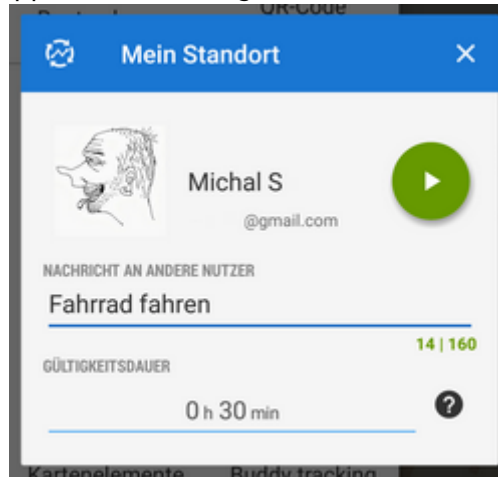 QR-Code
Mein Standort
Michal S
@gmail.com
NACHRICHT AN ANDERE NUTZER
Fahrrad fahren
14 | 160
GÜLTIGKEITSDAUER
0 h 30 min
?
Kartenelemente Buddy tracking